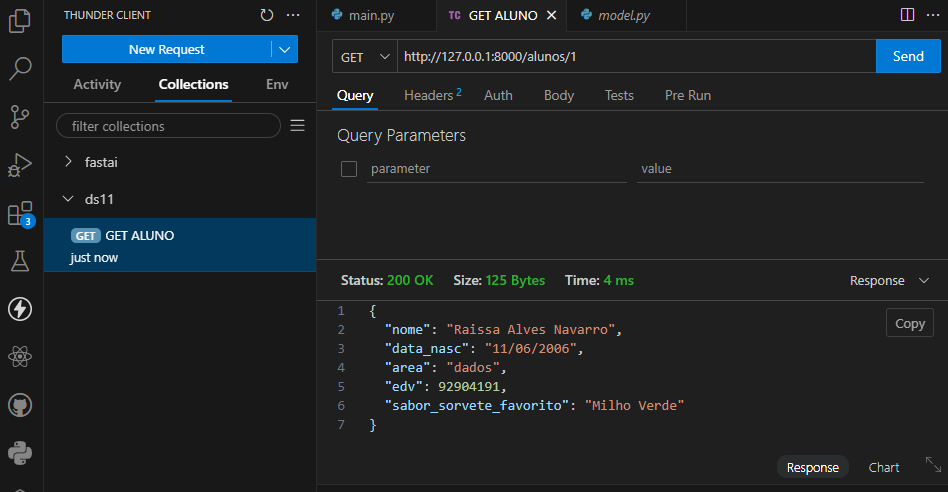 THUNDER CLIENT
New Request
Activity Collections Env
filter collections
fastai
ds11
GET GET ALUNO
just now
3
main.py TC GET ALUNO model.py
GET http://127.0.0.1:8000/alunos/1 Send
Query Headers 2 Auth Body Tests Pre Run
Query Parameters
parameter value
Status: 200 OK Size: 125 Bytes Time: 4 ms Response
Copy
1 {
2 "nome": "Raissa Alves Navarro",
3 "data_nasc": "11/06/2006",
4 "area": "dados",
5 "edv": 92904191,
6 "sabor_sorvete_favorito": "Milho Verde"
7 }
Response Chart